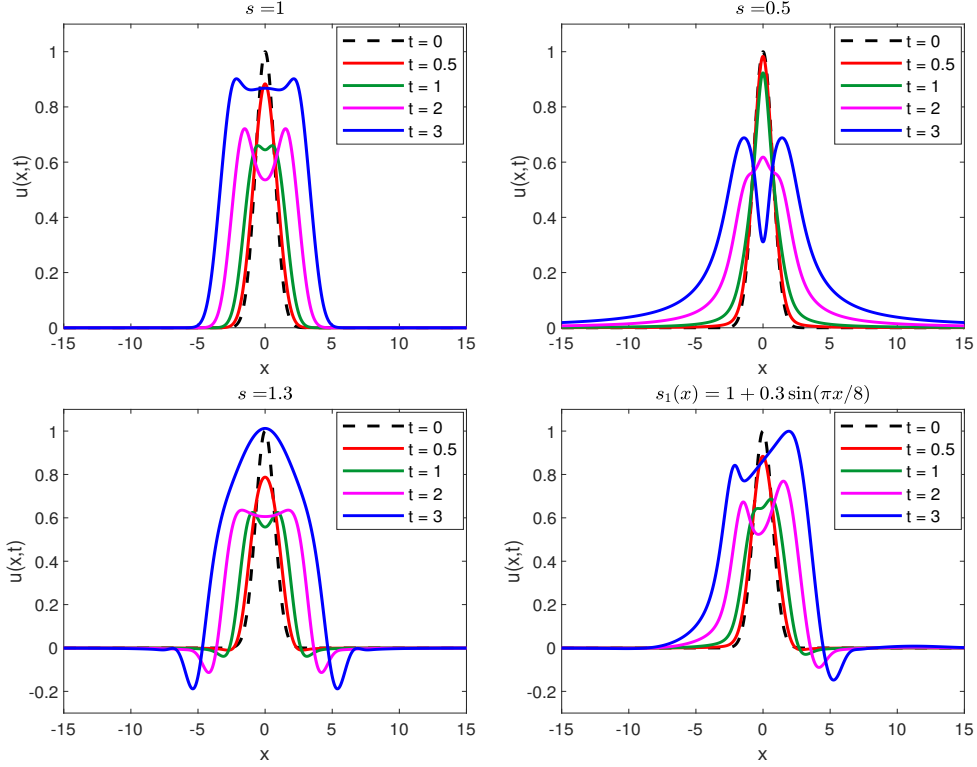 s =1
1
0.8
0.6
0.4
0.2
0
u(x,t)
-15 -10 -5 0 5 10 15
x
t = 0
t = 0.5
t = 1
t = 2
t = 3
s =0.5
1
0.8
0.6
0.4
0.2
0
u(x,t)
-15 -10 -5 0 5 10 15
x
t = 0
t = 0.5
t = 1
t = 2
t = 3
s =1.3
1
0.8
0.6
0.4
0.2
0
-0.2
u(x,t)
-15 -10 -5 0 5 10 15
x
t = 0
t = 0.5
t = 1
t = 2
t = 3
s₁(x) = 1 + 0.3 sin(πx/8)
1
0.8
0.6
0.4
0.2
0
-0.2
u(x,t)
-15 -10 -5 0 5 10 15
x
t = 0
t = 0.5
t = 1
t = 2
t = 3